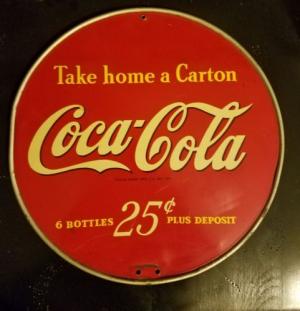 Take home a Carton
Coca-Cola
6 BOTTLES 25¢ PLUS DEPOSIT